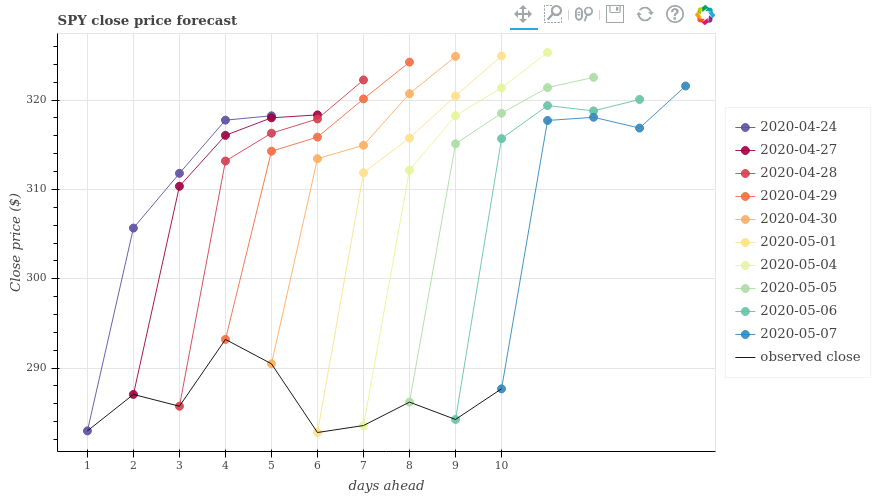 SPY close price forecast
320
310
300
290
Close price ($)
1 2 3 4 5 6 7 8 9 10
days ahead
2020-04-24
2020-04-27
2020-04-28
2020-04-29
2020-04-30
2020-05-01
2020-05-04
2020-05-05
2020-05-06
2020-05-07
observed close